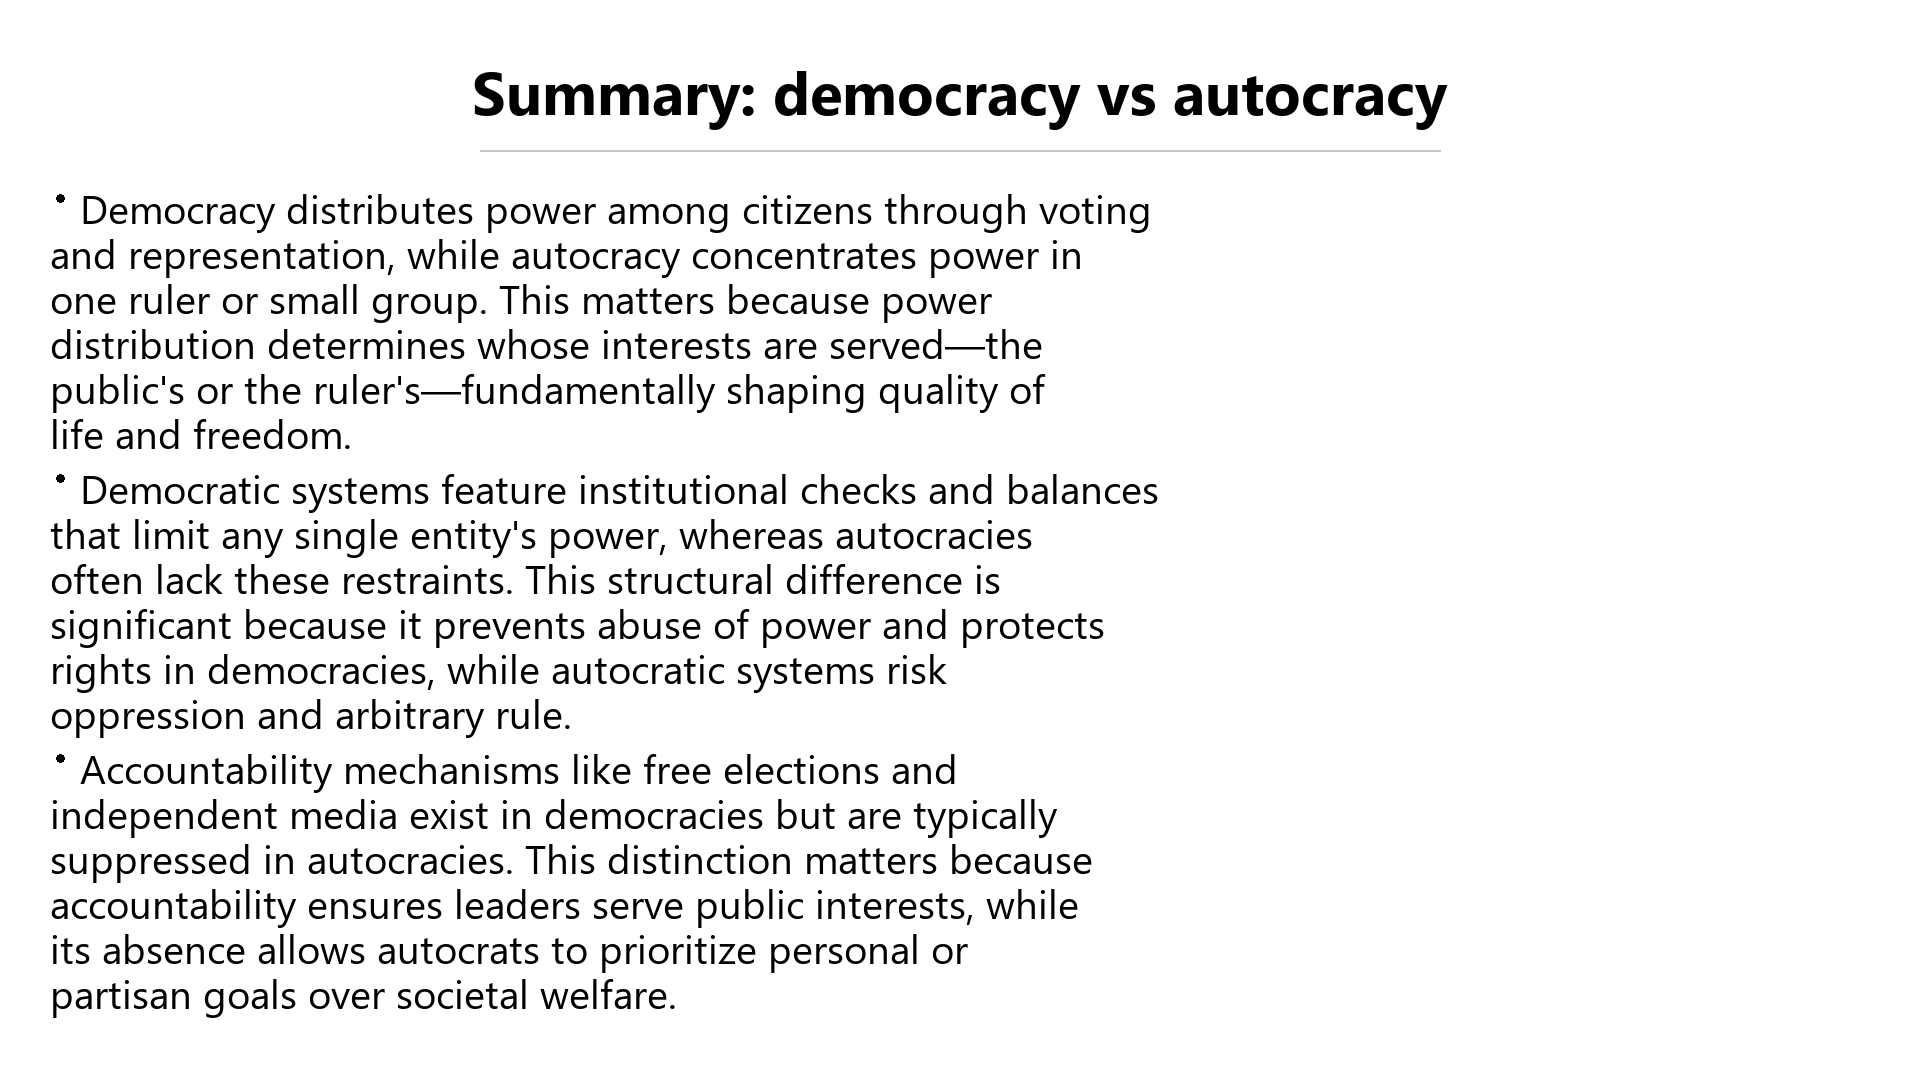 Summary: democracy vs autocracy
• Democracy distributes power among citizens through voting
and representation, while autocracy concentrates power in
one ruler or small group. This matters because power
distribution determines whose interests are served—the
public's or the ruler's—fundamentally shaping quality of
life and freedom.
• Democratic systems feature institutional checks and balances
that limit any single entity's power, whereas autocracies
often lack these restraints. This structural difference is
significant because it prevents abuse of power and protects
rights in democracies, while autocratic systems risk
oppression and arbitrary rule.
• Accountability mechanisms like free elections and
independent media exist in democracies but are typically
suppressed in autocracies. This distinction matters because
accountability ensures leaders serve public interests, while
its absence allows autocrats to prioritize personal or
partisan goals over societal welfare.